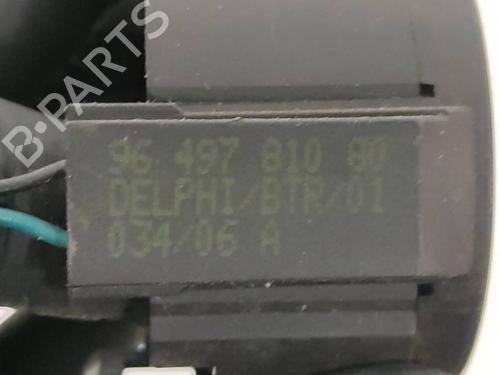 B-PARTS
96 497 810 80
DELPHI/BTR/01
034/06 A